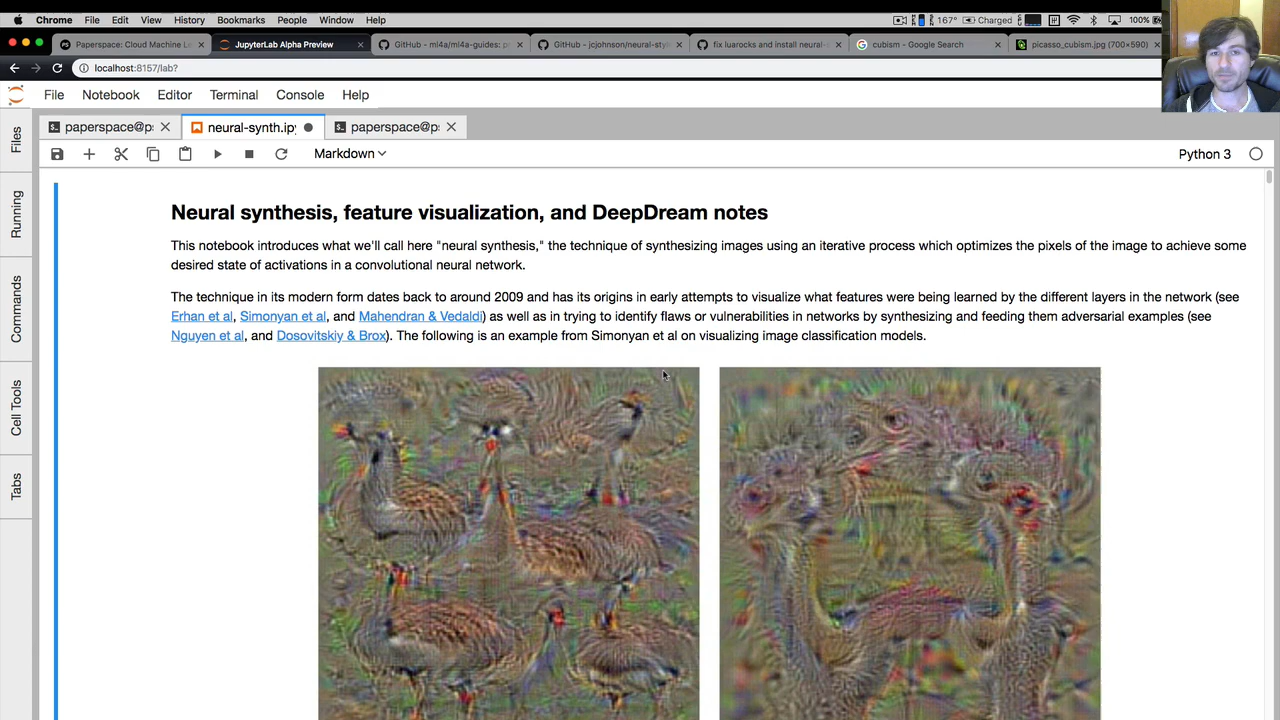 Chrome File Edit View History Bookmarks People Window Help 167° Charged 100%
Paperspace: Cloud Machine Le JupyterLab Alpha Preview GitHub - ml4a/ml4a-guides: pr GitHub - jcjohnson/neural-sty fix luarocks and install neural- cubism - Google Search picasso_cubism.jpg (700×590)
localhost:8157/lab?
File Notebook Editor Terminal Console Help
paperspace@ps neural-synth.ipy paperspace@ps
Markdown Python 3
Files
Running
Commands
Cell Tools
Tabs
Neural synthesis, feature visualization, and DeepDream notes
This notebook introduces what we'll call here "neural synthesis," the technique of synthesizing images using an iterative process which optimizes the pixels of the image to achieve some
desired state of activations in a convolutional neural network.
The technique in its modern form dates back to around 2009 and has its origins in early attempts to visualize what features were being learned by the different layers in the network (see
Erhan et al, Simonyan et al, and Mahendran & Vedaldi) as well as in trying to identify flaws or vulnerabilities in networks by synthesizing and feeding them adversarial examples (see
Nguyen et al, and Dosovitskiy & Brox). The following is an example from Simonyan et al on visualizing image classification models.